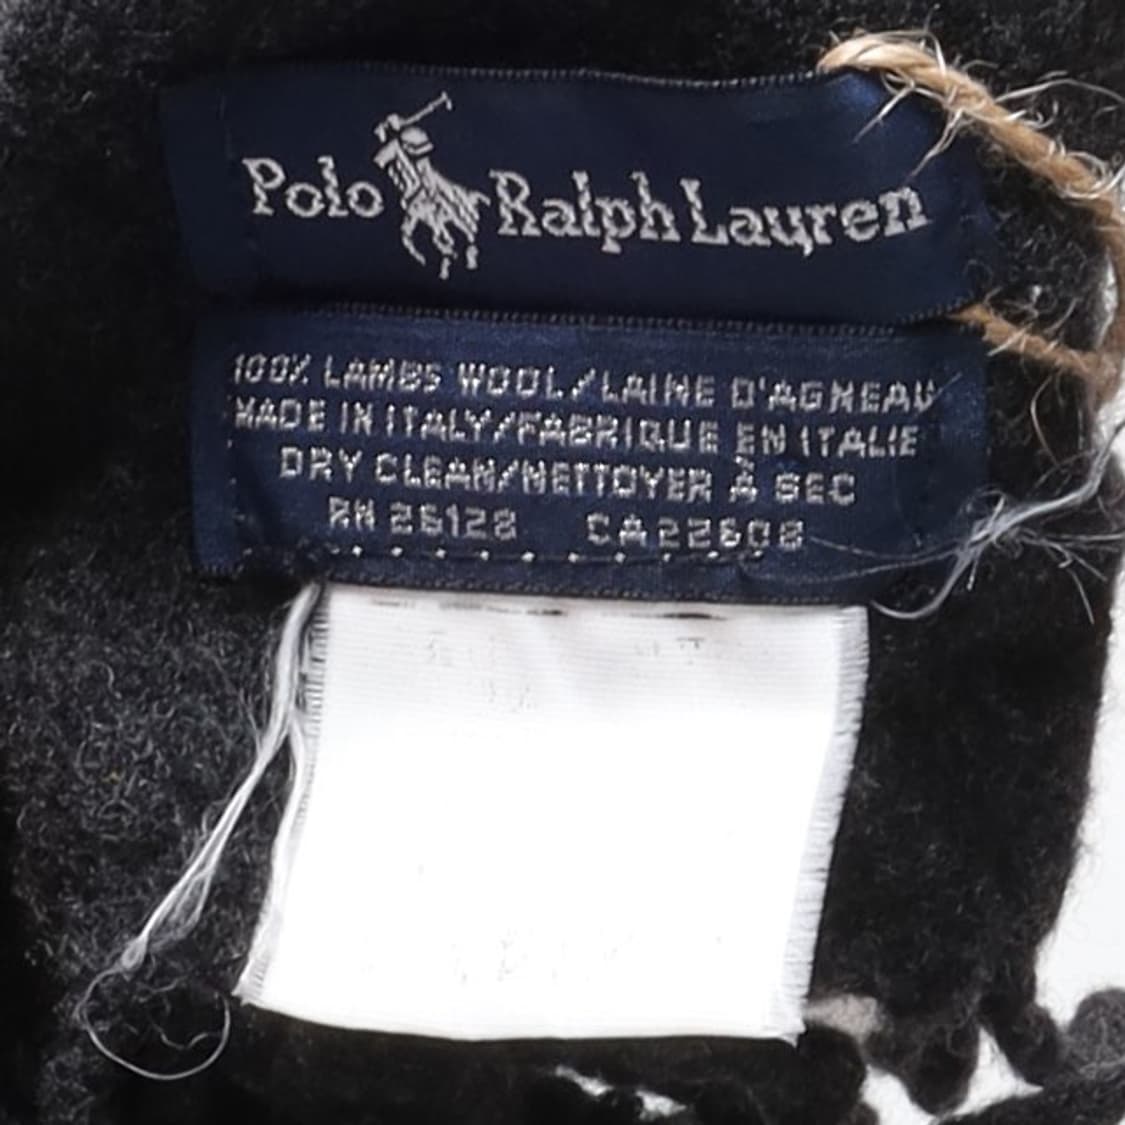 Polo Ralph Lauren
100% LAMBS WOOL/LAINE D'AGNEAU
MADE IN ITALY/FABRIQUE EN ITALIE
DRY CLEAN/NETTOYER À SEC
RN 26128 CA22608